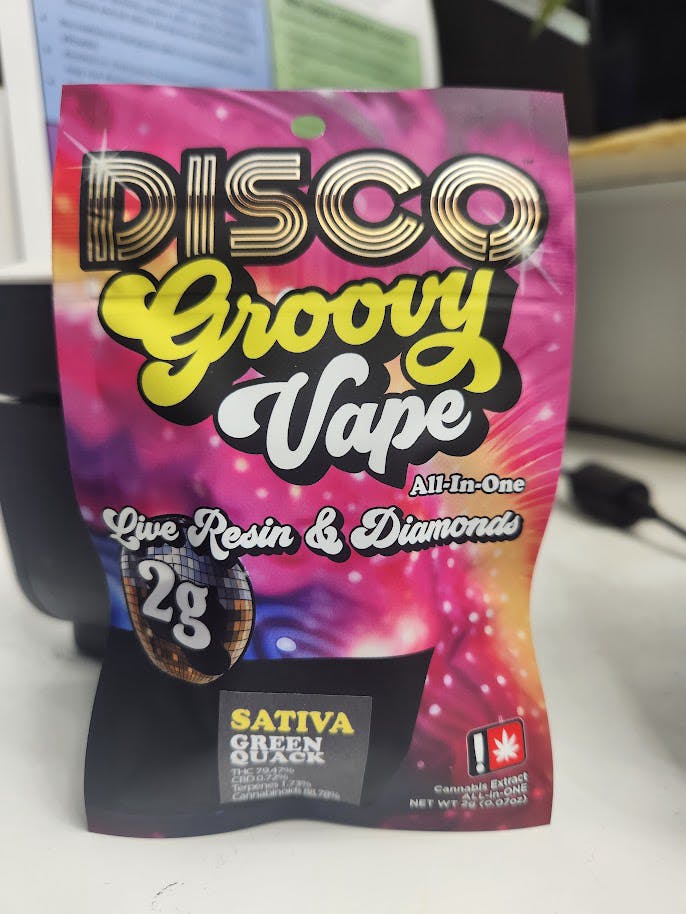 DISCO
Groovy
Vape
All-In-One
Live Resin & Diamonds
2g
SATIVA
GREEN
QUACK
THC 79.47%
CBD 0.72%
Terpenes 1.73%
Cannabinoids 88.78%
!
Cannabis Extract
ALL-in-ONE
NET WT 2g (0.07oz)